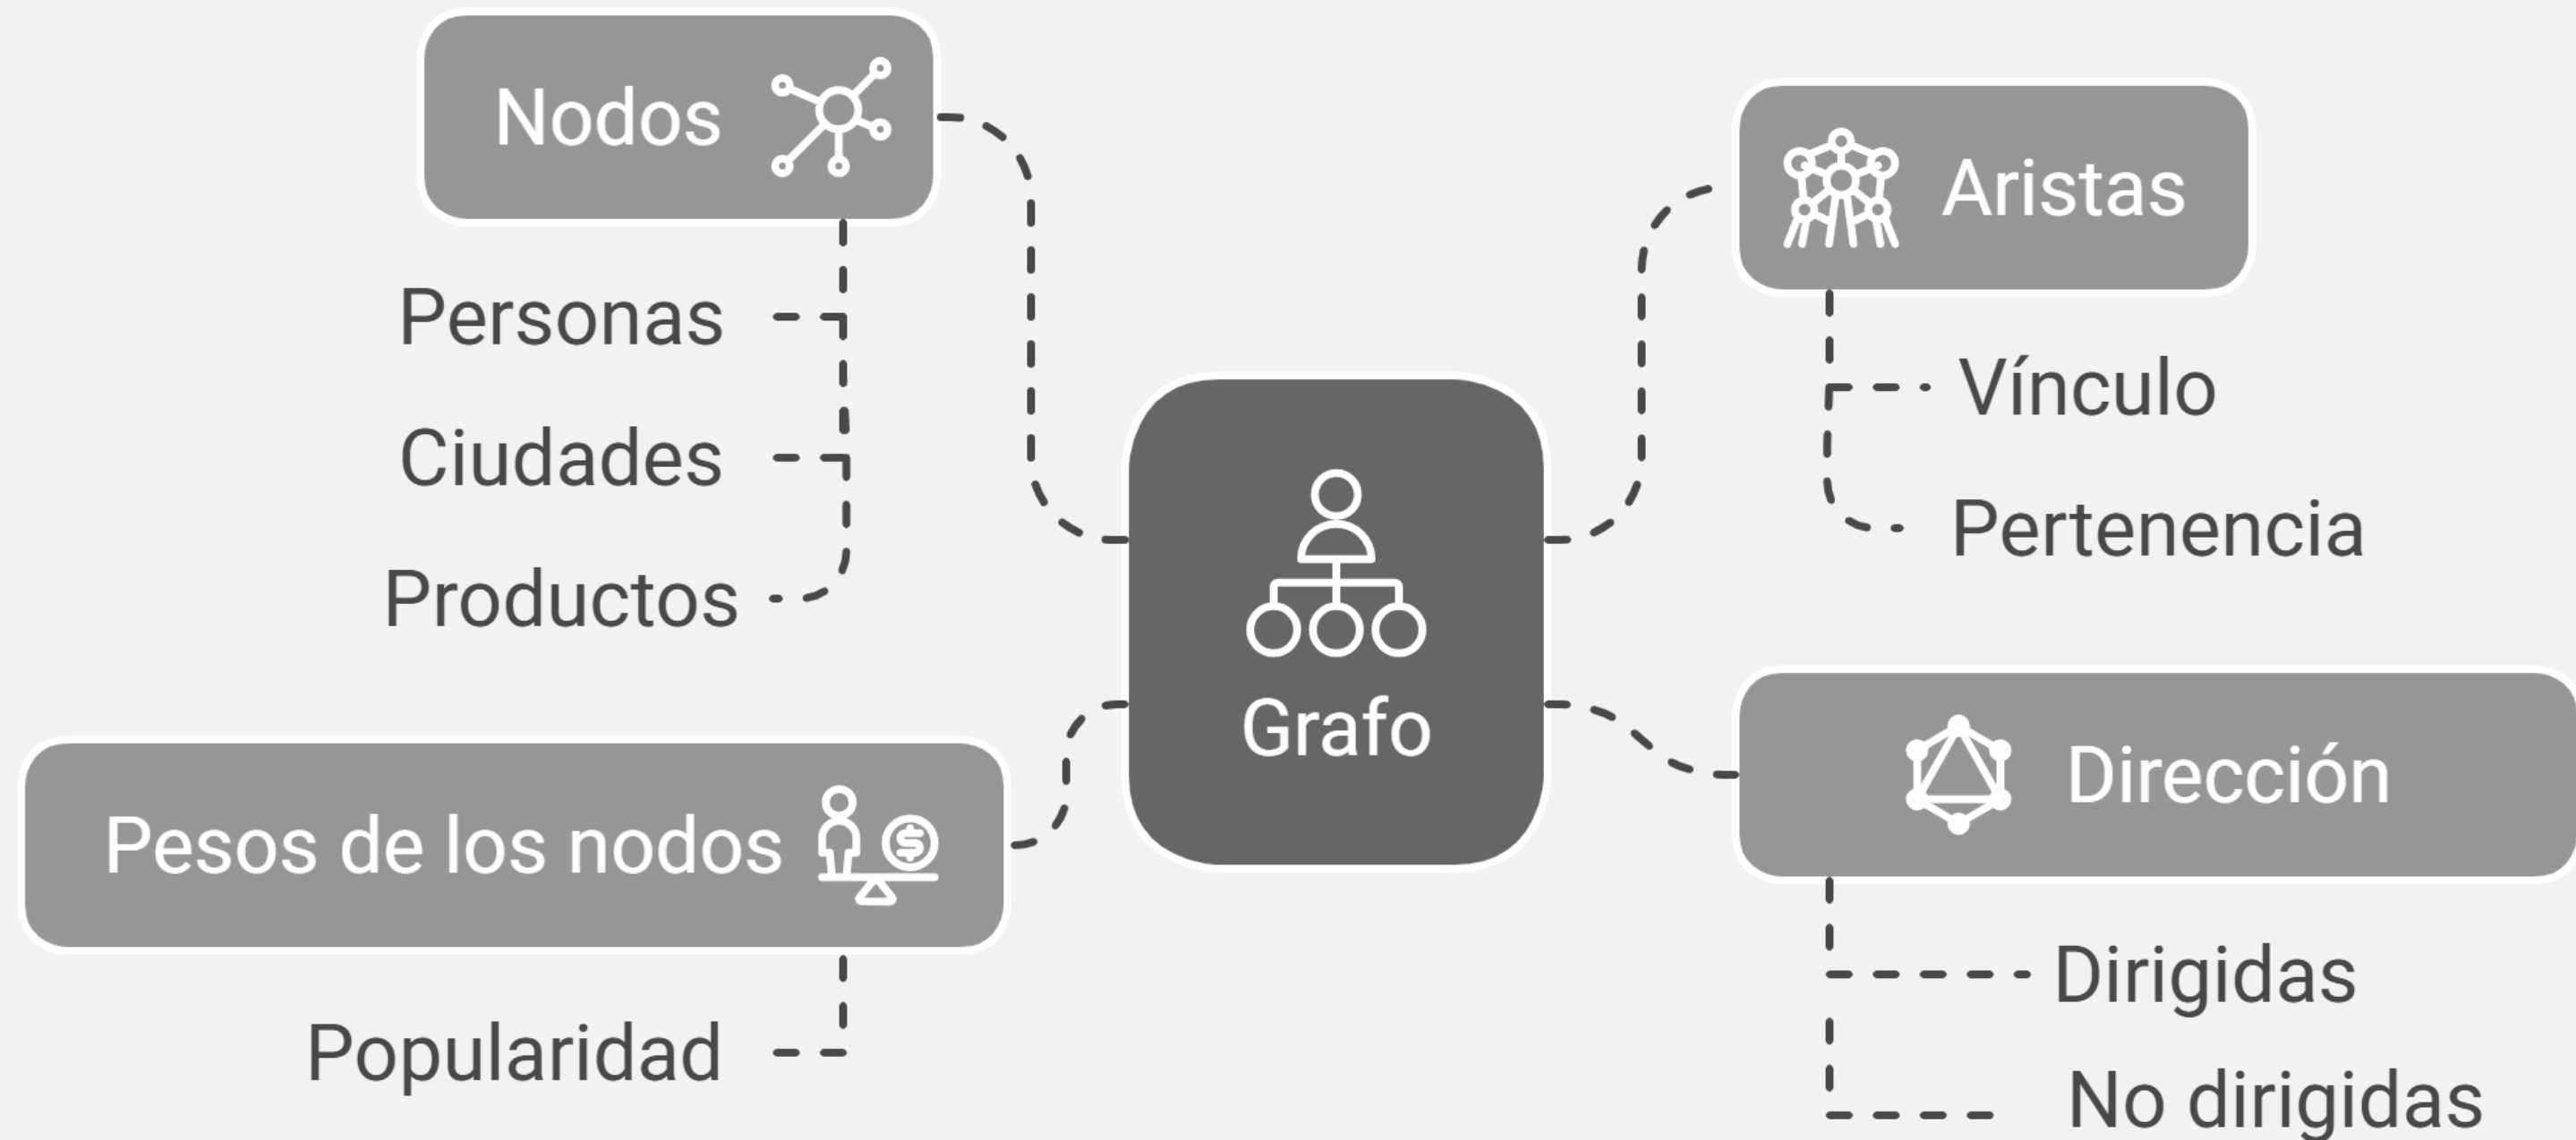 Nodos
Personas
Ciudades
Productos
Pesos de los nodos
Popularidad
Grafo
Aristas
Vínculo
Pertenencia
Dirección
Dirigidas
No dirigidas